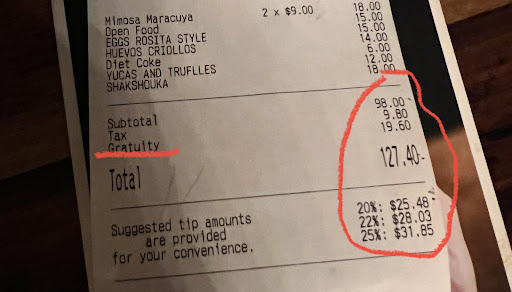 Mimosa Maracuya 2 x $9.00 18.00
Open Food 15.00
EGGS ROSITA STYLE 15.00
HUEVOS CRIOLLOS 14.00
Diet Coke 6.00
YUCAS AND TRUFLLES 12.00
SHAKSHOUKA 18.00
Subtotal 98.00
Tax 9.80
Gratuity 19.60
Total 127.40
Suggested tip amounts
are provided
for your convenience.
20%: $25.48
22%: $28.03
25%: $31.85